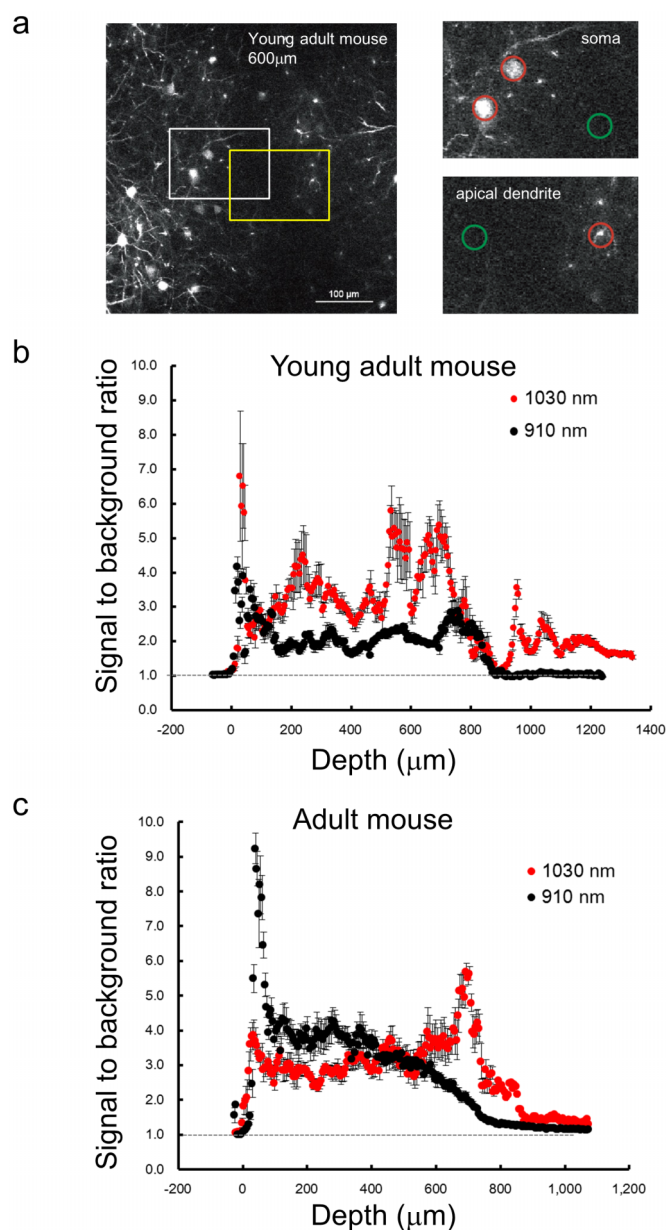 a
Young adult mouse
600μm
100 μm
soma
apical dendrite
b
Young adult mouse
10.0
9.0
8.0
7.0
6.0
5.0
4.0
3.0
2.0
1.0
0.0
Signal to background ratio
1030 nm
910 nm
-200 0 200 400 600 800 1000 1200 1400
Depth (μm)
c
Adult mouse
10.0
9.0
8.0
7.0
6.0
5.0
4.0
3.0
2.0
1.0
0.0
Signal to background ratio
1030 nm
910 nm
-200 0 200 400 600 800 1,000 1,200
Depth (μm)